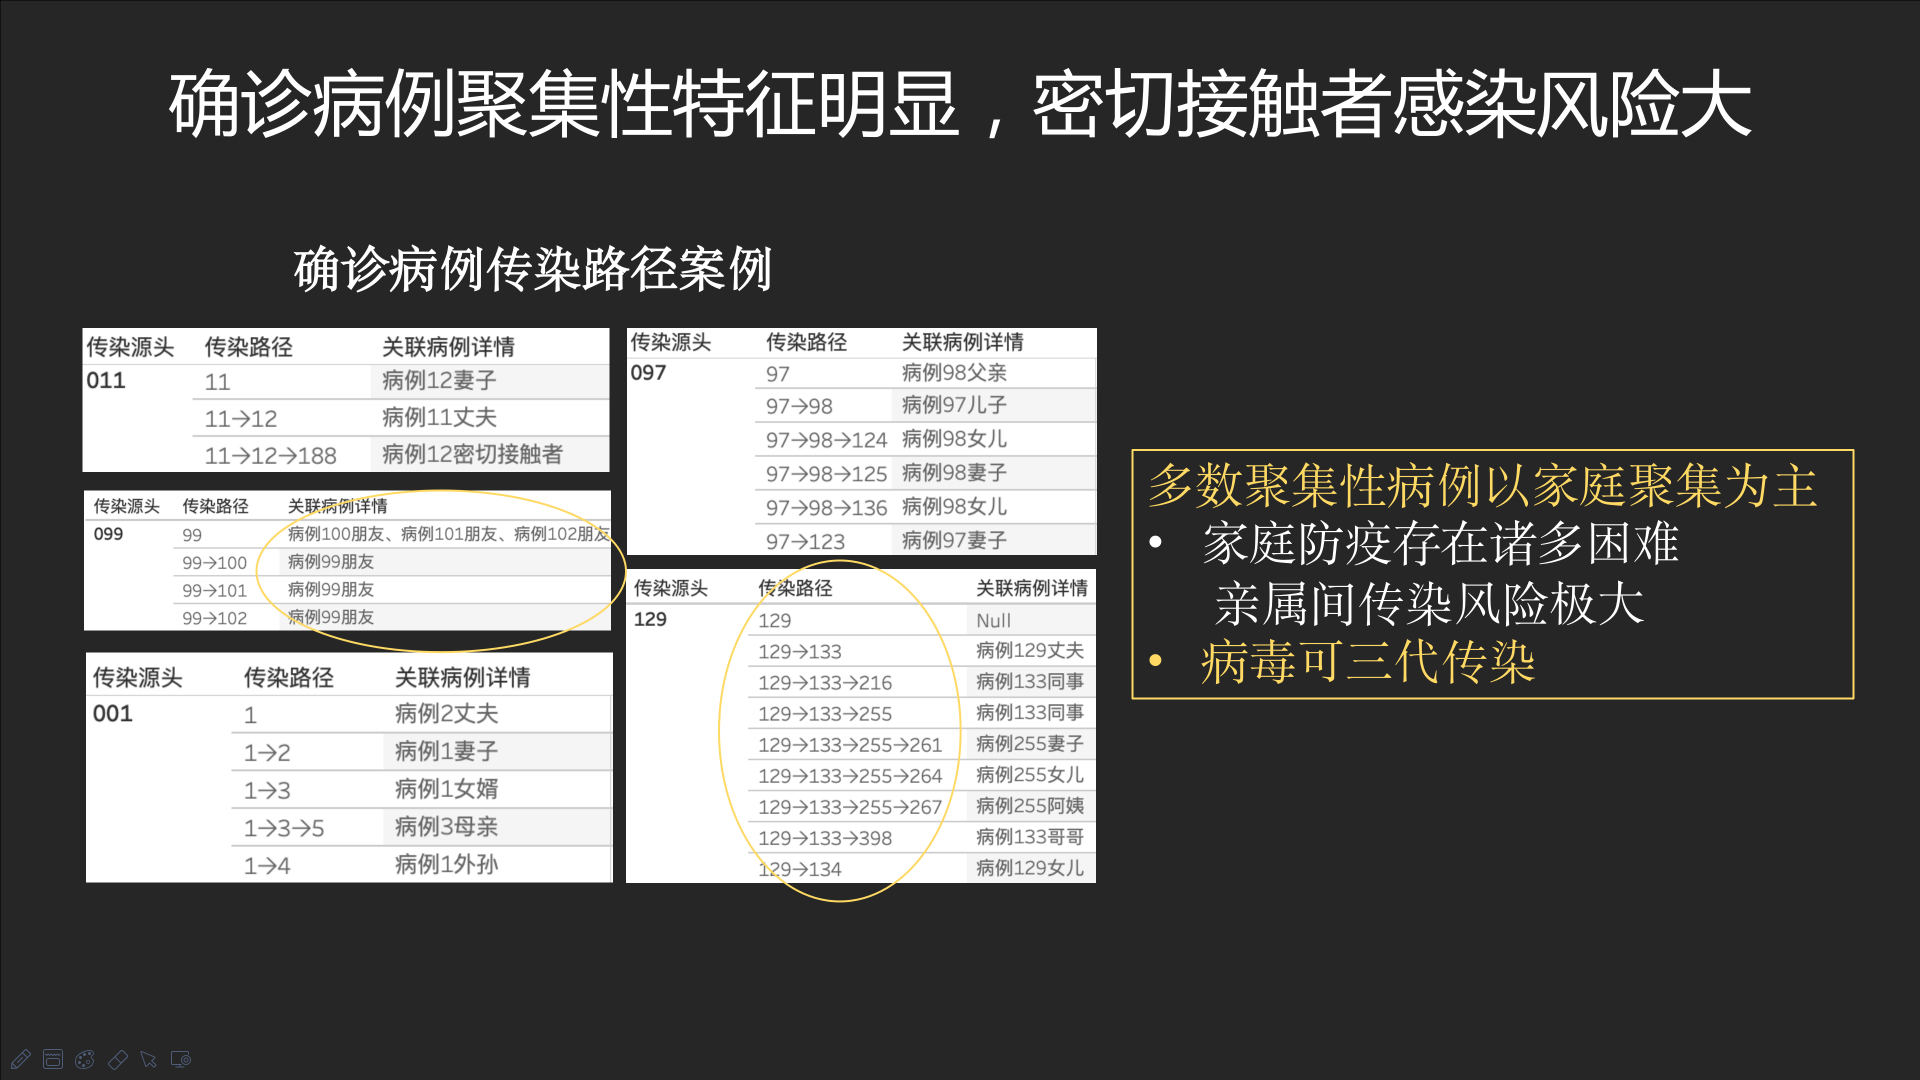 确诊病例聚集性特征明显，密切接触者感染风险大
确诊病例传染路径案例
传染源头 传染路径 关联病例详情
011 11 病例12妻子
11→12 病例11丈夫
11→12→188 病例12密切接触者
传染源头 传染路径 关联病例详情
099 99 病例100朋友、病例101朋友、病例102朋友
99→100 病例99朋友
99→101 病例99朋友
99→102 病例99朋友
传染源头 传染路径 关联病例详情
001 1 病例2丈夫
1→2 病例1妻子
1→3 病例1女婿
1→3→5 病例3母亲
1→4 病例1外孙
传染源头 传染路径 关联病例详情
097 97 病例98父亲
97→98 病例97儿子
97→98→124 病例98女儿
97→98→125 病例98妻子
97→98→136 病例98女儿
97→123 病例97妻子
传染源头 传染路径 关联病例详情
129 129 Null
129→133 病例129丈夫
129→133→216 病例133同事
129→133→255 病例133同事
129→133→255→261 病例255妻子
129→133→255→264 病例255女儿
129→133→255→267 病例255阿姨
129→133→398 病例133哥哥
129→134 病例129女儿
多数聚集性病例以家庭聚集为主
• 家庭防疫存在诸多困难
亲属间传染风险极大
• 病毒可三代传染